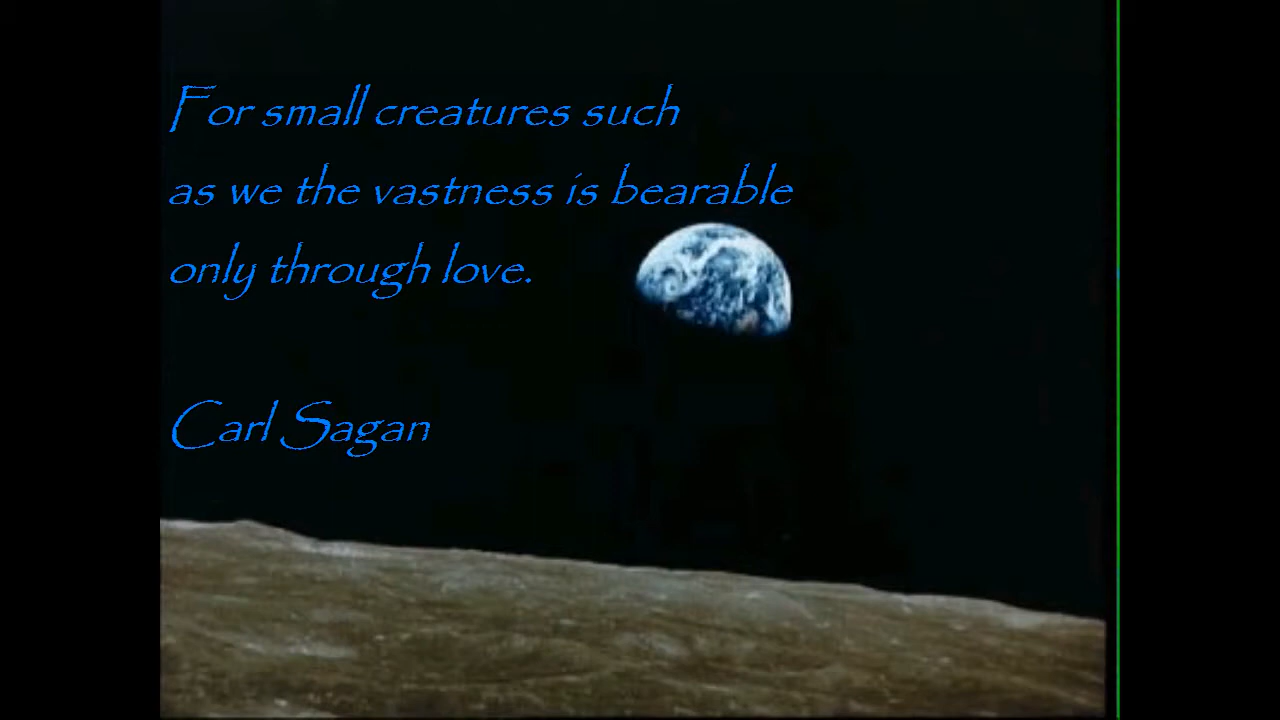 For small creatures such
as we the vastness is bearable
only through love.
Carl Sagan